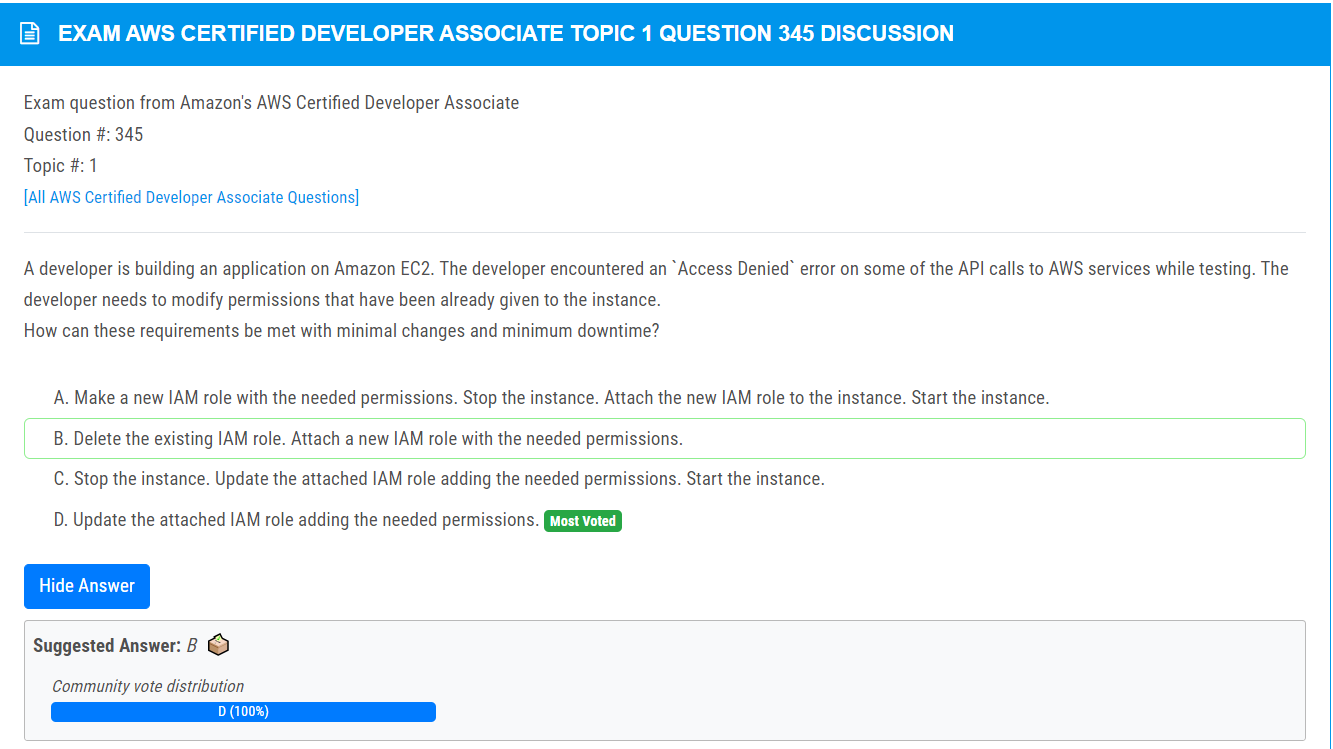 EXAM AWS CERTIFIED DEVELOPER ASSOCIATE TOPIC 1 QUESTION 345 DISCUSSION
Exam question from Amazon's AWS Certified Developer Associate
Question #: 345
Topic #: 1
[All AWS Certified Developer Associate Questions]
A developer is building an application on Amazon EC2. The developer encountered an `Access Denied` error on some of the API calls to AWS services while testing. The
developer needs to modify permissions that have been already given to the instance.
How can these requirements be met with minimal changes and minimum downtime?
A. Make a new IAM role with the needed permissions. Stop the instance. Attach the new IAM role to the instance. Start the instance.
B. Delete the existing IAM role. Attach a new IAM role with the needed permissions.
C. Stop the instance. Update the attached IAM role adding the needed permissions. Start the instance.
D. Update the attached IAM role adding the needed permissions. Most Voted
Hide Answer
Suggested Answer: B
Community vote distribution
D (100%)